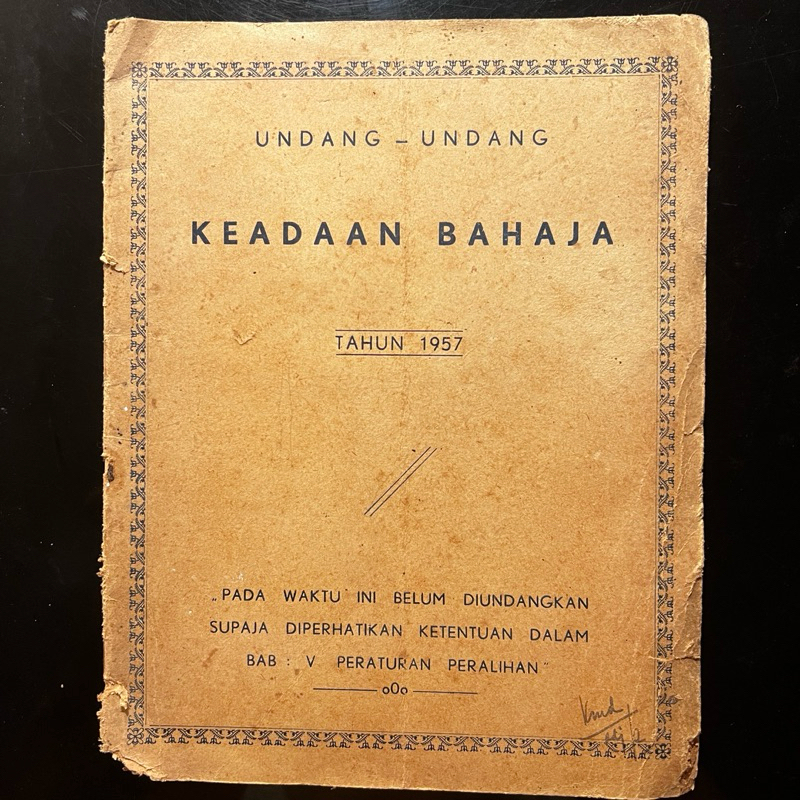 UNDANG – UNDANG
KEADAAN BAHAJA
TAHUN 1957
„PADA WAKTU INI BELUM DIUNDANGKAN
SUPAJA DIPERHATIKAN KETENTUAN DALAM
BAB : V PERATURAN PERALIHAN"
oOo